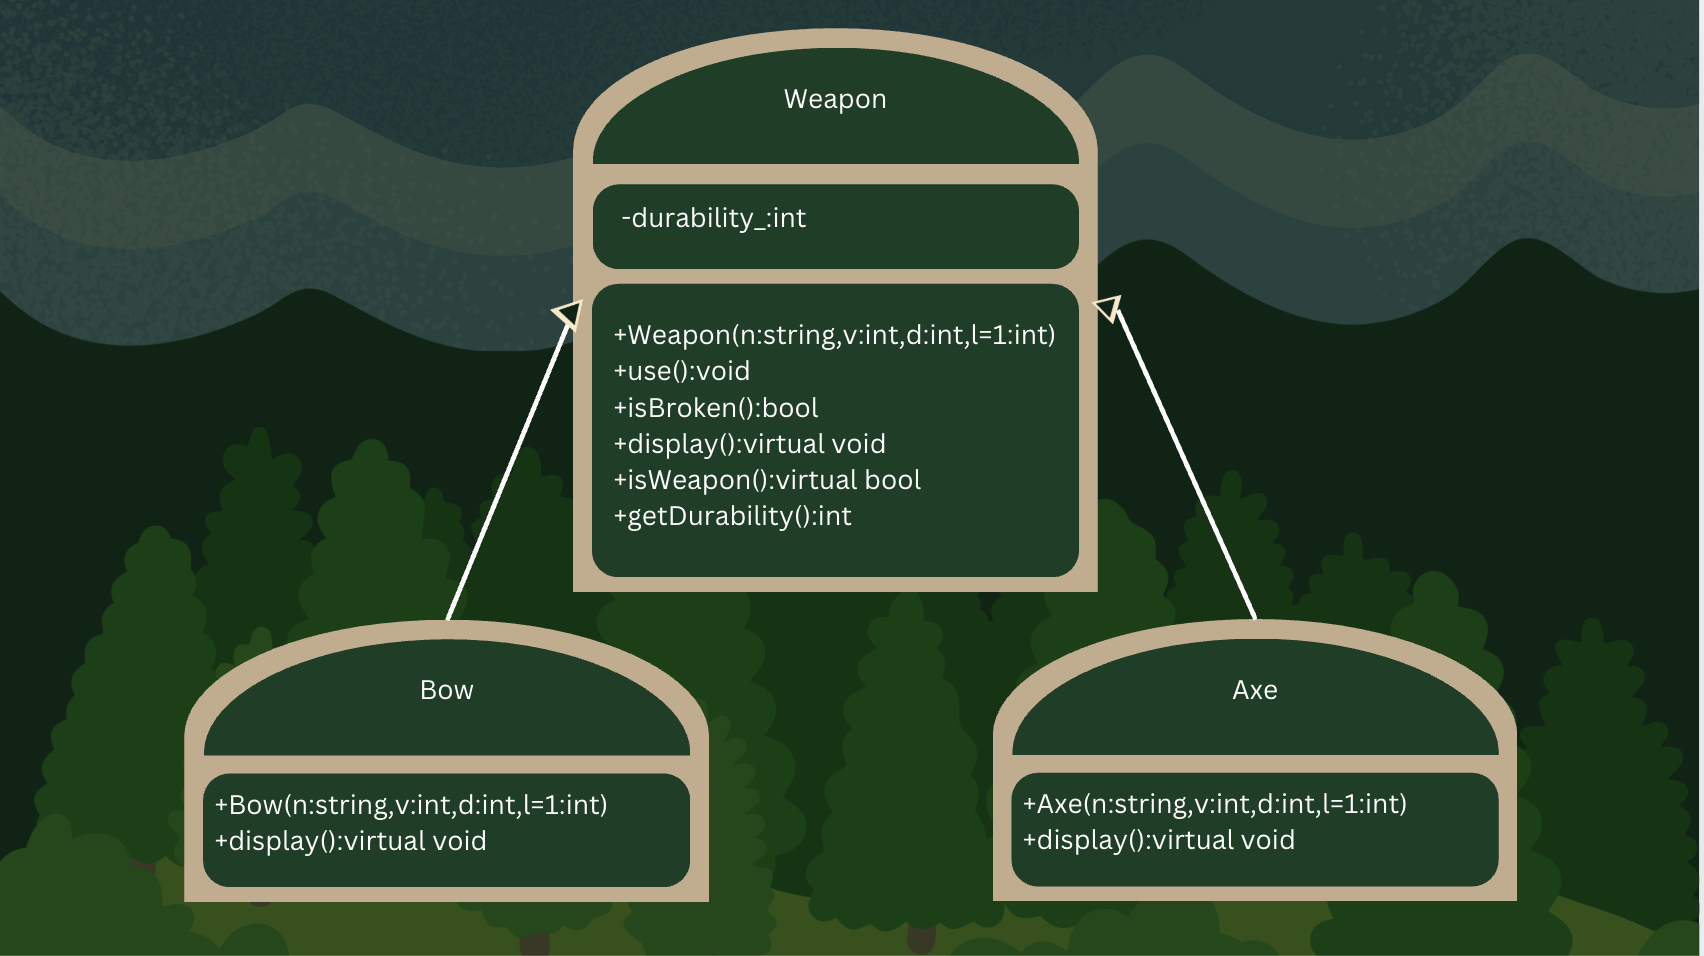 Weapon
-durability_:int
+Weapon(n:string,v:int,d:int,l=1:int)
+use():void
+isBroken():bool
+display():virtual void
+isWeapon():virtual bool
+getDurability():int
Bow
+Bow(n:string,v:int,d:int,l=1:int)
+display():virtual void
Axe
+Axe(n:string,v:int,d:int,l=1:int)
+display():virtual void